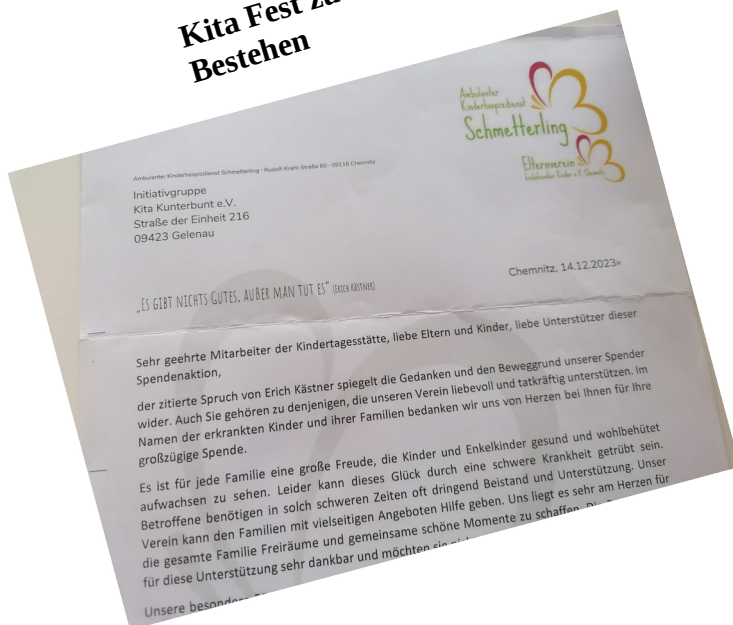 Kita Fest zu
Bestehen
Ambulanter
Kinderhospizdienst
Schmetterling
Elternverein
krebskranker Kinder e.V. Chemnitz
Ambulanter Kinderhospizdienst Schmetterling · Rudolf-Krahl-Straße 60 · 09116 Chemnitz
Initiativgruppe
Kita Kunterbunt e.V.
Straße der Einheit 216
09423 Gelenau
Chemnitz, 14.12.2023
„ES GIBT NICHTS GUTES, AUßER MAN TUT ES“ (ERICH KÄSTNER)
Sehr geehrte Mitarbeiter der Kindertagesstätte, liebe Eltern und Kinder, liebe Unterstützer dieser
Spendenaktion,
der zitierte Spruch von Erich Kästner spiegelt die Gedanken und den Beweggrund unserer Spender
wider. Auch Sie gehören zu denjenigen, die unseren Verein liebevoll und tatkräftig unterstützen. Im
Namen der erkrankten Kinder und ihrer Familien bedanken wir uns von Herzen bei Ihnen für Ihre
großzügige Spende.
Es ist für jede Familie eine große Freude, die Kinder und Enkelkinder gesund und wohlbehütet
aufwachsen zu sehen. Leider kann dieses Glück durch eine schwere Krankheit getrübt sein.
Betroffene benötigen in solch schweren Zeiten oft dringend Beistand und Unterstützung. Unser
Verein kann den Familien mit vielseitigen Angeboten Hilfe geben. Uns liegt es sehr am Herzen für
die gesamte Familie Freiräume und gemeinsame schöne Momente zu schaffen.
für diese Unterstützung sehr dankbar und möchten
Unsere